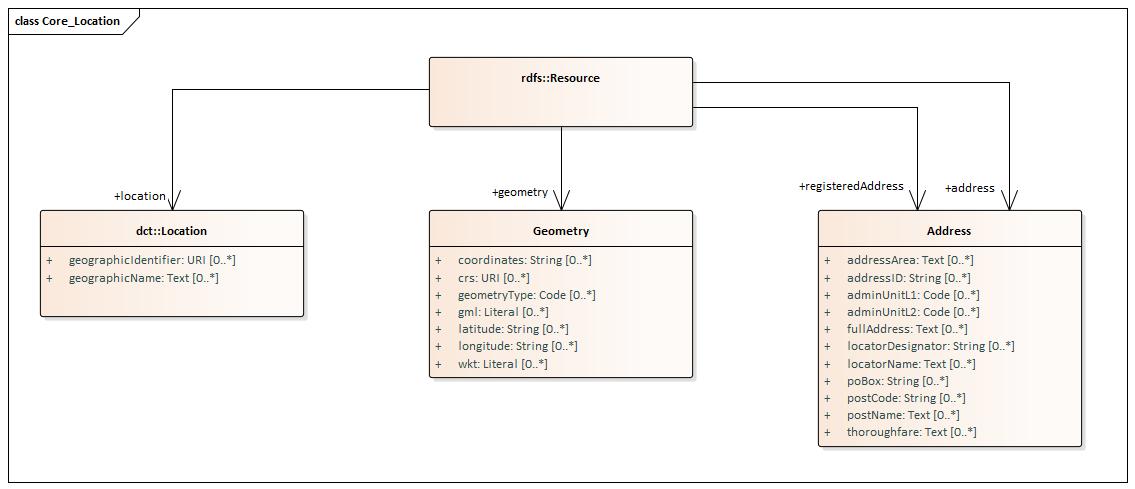 class Core_Location
rdfs::Resource
+location
+geometry
+registeredAddress
+address
dct::Location
+ geographicIdentifier: URI [0..*]
+ geographicName: Text [0..*]
Geometry
+ coordinates: String [0..*]
+ crs: URI [0..*]
+ geometryType: Code [0..*]
+ gml: Literal [0..*]
+ latitude: String [0..*]
+ longitude: String [0..*]
+ wkt: Literal [0..*]
Address
+ addressArea: Text [0..*]
+ addressID: String [0..*]
+ adminUnitL1: Code [0..*]
+ adminUnitL2: Code [0..*]
+ fullAddress: Text [0..*]
+ locatorDesignator: String [0..*]
+ locatorName: Text [0..*]
+ poBox: String [0..*]
+ postCode: String [0..*]
+ postName: Text [0..*]
+ thoroughfare: Text [0..*]